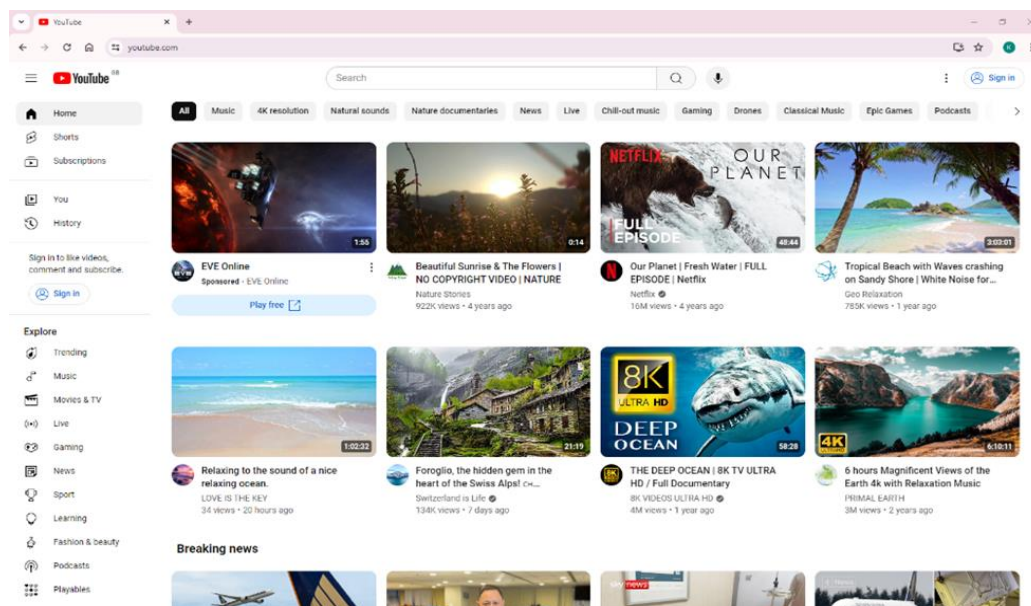 YouTube
youtube.com
YouTube GB
Search
Sign in
Home
Shorts
Subscriptions
You
History
Sign in to like videos,
comment and subscribe.
Sign in
Explore
Trending
Music
Movies & TV
Live
Gaming
News
Sport
Learning
Fashion & beauty
Podcasts
Playables
All
Music
4K resolution
Natural sounds
Nature documentaries
News
Live
Chill-out music
Gaming
Drones
Classical Music
Epic Games
Podcasts
1:55
EVE Online
Sponsored · EVE Online
Play free
0:14
Beautiful Sunrise & The Flowers |
NO COPYRIGHT VIDEO | NATURE
Nature Stories
922K views • 4 years ago
NETFLIX
OUR
PLANET
FULL
EPISODE
48:44
Our Planet | Fresh Water | FULL
EPISODE | Netflix
Netflix
16M views • 4 years ago
3:03:01
Tropical Beach with Waves crashing
on Sandy Shore | White Noise for...
Geo Relaxation
785K views • 1 year ago
1:02:32
Relaxing to the sound of a nice
relaxing ocean.
LOVE IS THE KEY
34 views • 20 hours ago
21:19
Foroglio, the hidden gem in the
heart of the Swiss Alps! CH...
Switzerland is Life
134K views • 7 days ago
8K
ULTRA HD
DEEP
OCEAN
58:28
THE DEEP OCEAN | 8K TV ULTRA
HD / Full Documentary
8K VIDEOS ULTRA HD
4M views • 1 year ago
4K
6:10:11
6 hours Magnificent Views of the
Earth 4k with Relaxation Music
PRIMAL EARTH
3M views • 2 years ago
Breaking news
sky news